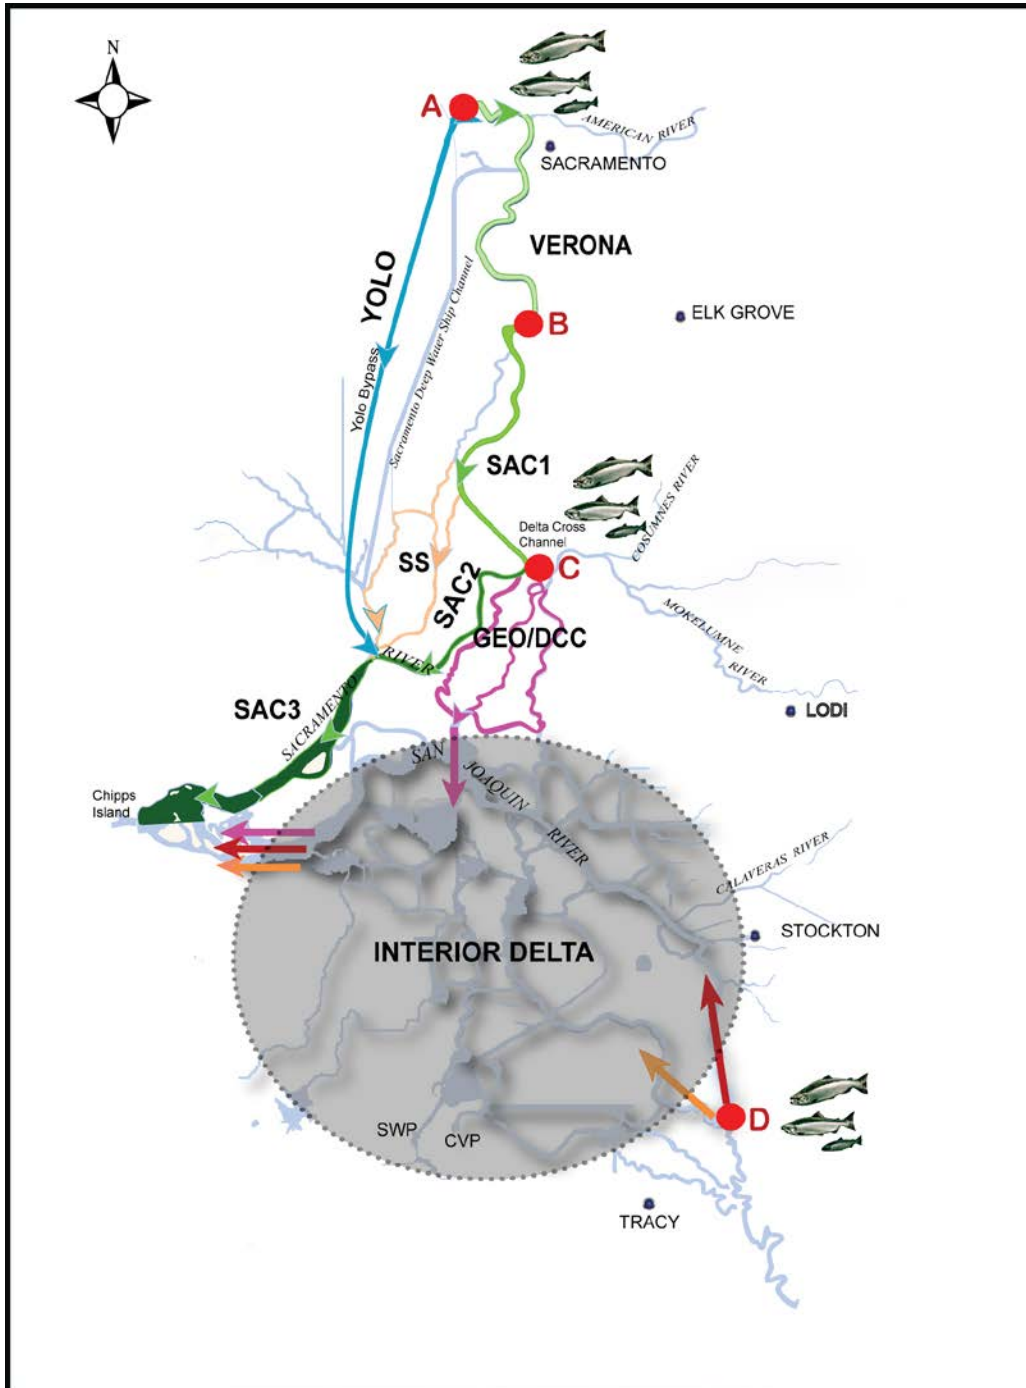 N
A
AMERICAN RIVER
SACRAMENTO
VERONA
YOLO
Sacramento Deep Water Ship Channel
Yolo Bypass
B
ELK GROVE
SAC1
COSUMNES RIVER
Delta Cross
Channel
C
SS
SAC2
GEO/DCC
MOKELUMNE
RIVER
RIVER
SACRAMENTO
SAC3
LODI
SAN
JOAQUIN
RIVER
Chipps
Island
CALAVERAS RIVER
STOCKTON
INTERIOR DELTA
D
SWP
CVP
TRACY